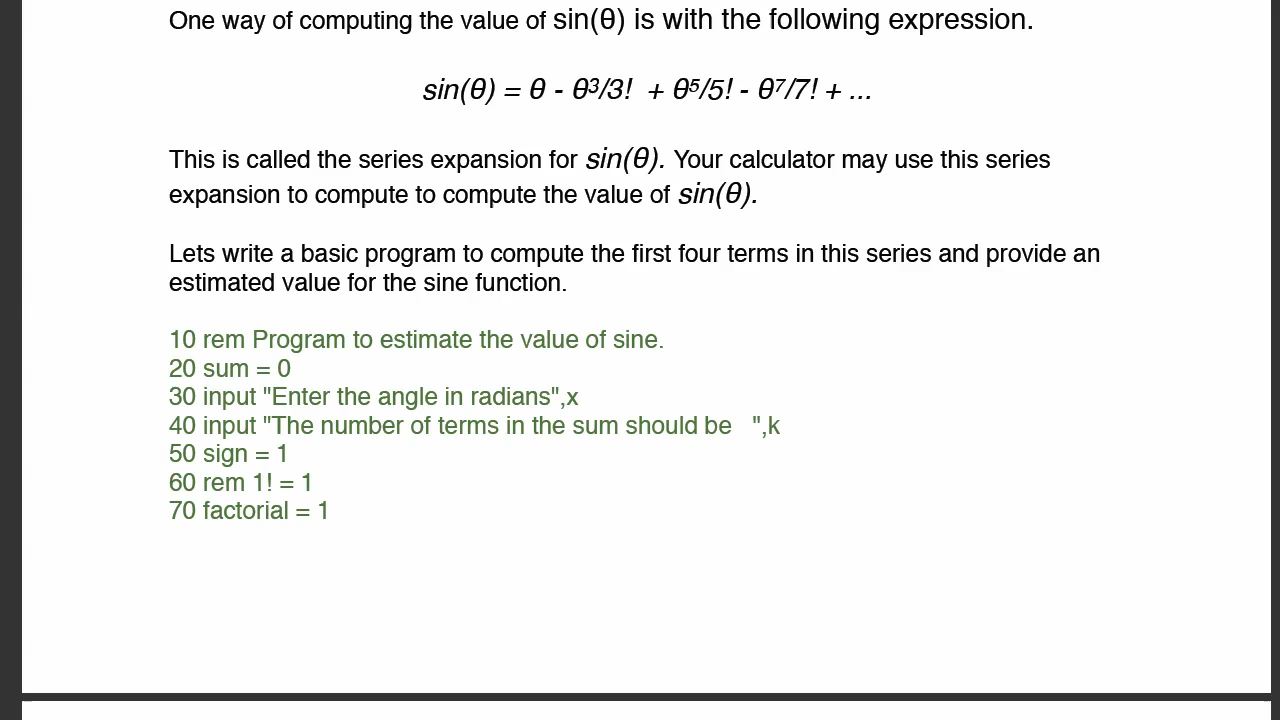 One way of computing the value of sin(θ) is with the following expression.
sin(θ) = θ - θ³/3! + θ⁵/5! - θ⁷/7! + ...
This is called the series expansion for sin(θ). Your calculator may use this series
expansion to compute to compute the value of sin(θ).
Lets write a basic program to compute the first four terms in this series and provide an
estimated value for the sine function.
10 rem Program to estimate the value of sine.
20 sum = 0
30 input "Enter the angle in radians",x
40 input "The number of terms in the sum should be   ",k
50 sign = 1
60 rem 1! = 1
70 factorial = 1